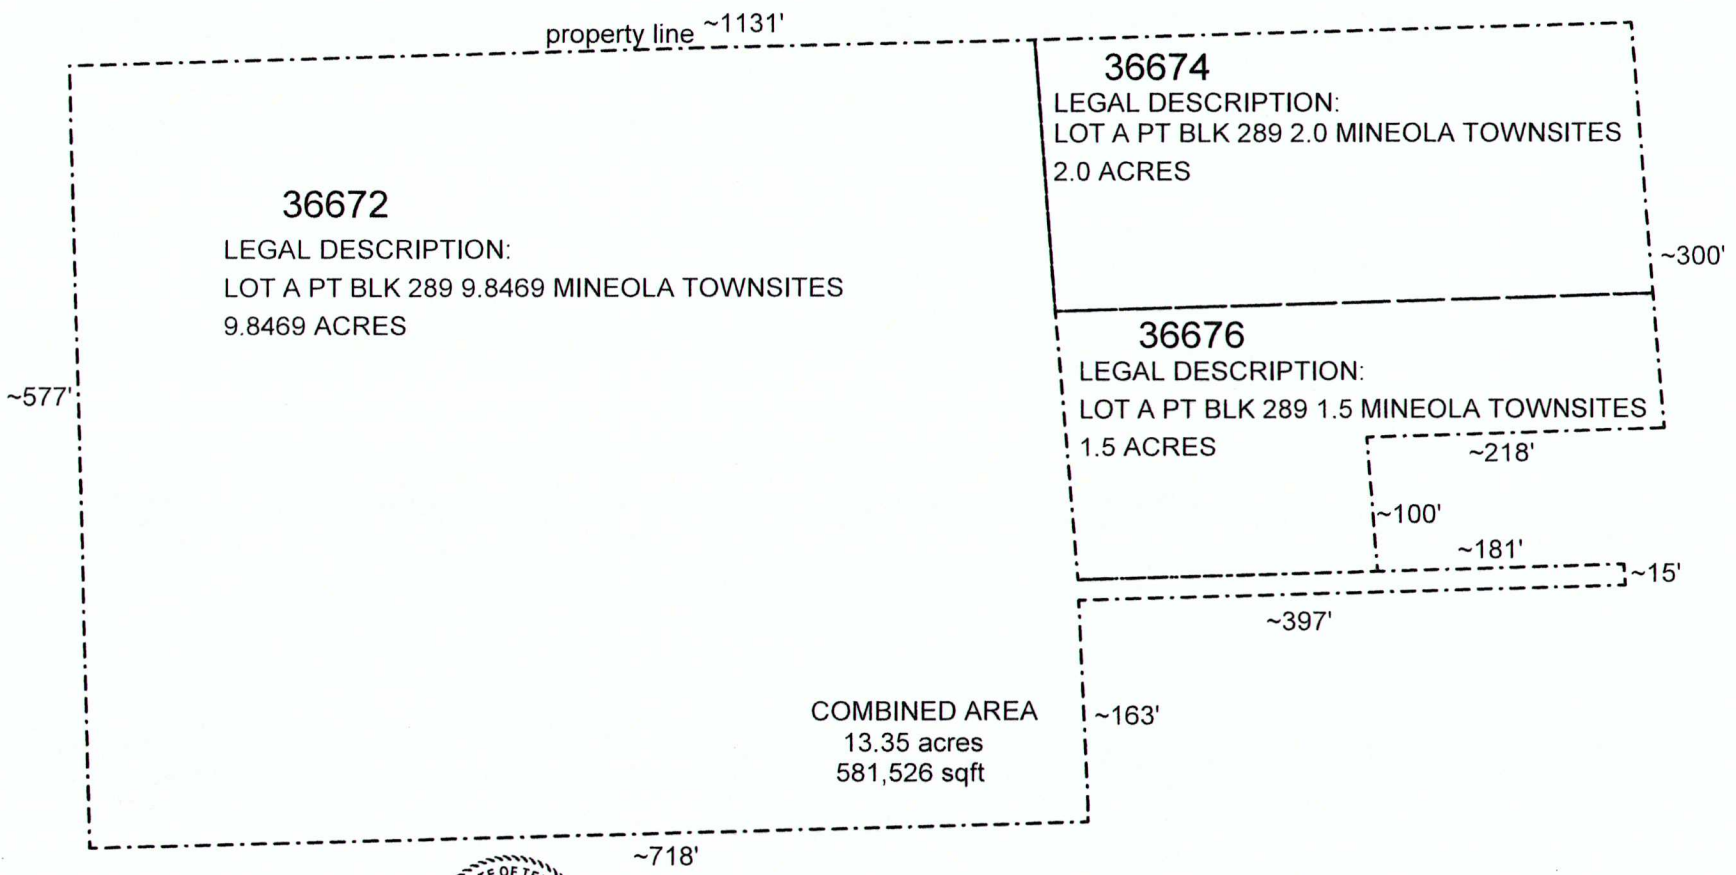 property line ~1131'
36674
LEGAL DESCRIPTION:
LOT A PT BLK 289 2.0 MINEOLA TOWNSITES
2.0 ACRES
36672
LEGAL DESCRIPTION:
LOT A PT BLK 289 9.8469 MINEOLA TOWNSITES
9.8469 ACRES
~300'
36676
LEGAL DESCRIPTION:
LOT A PT BLK 289 1.5 MINEOLA TOWNSITES
1.5 ACRES
~577'
~218'
~100'
~181'
~15'
~397'
COMBINED AREA
13.35 acres
581,526 sqft
~163'
~718'
OF